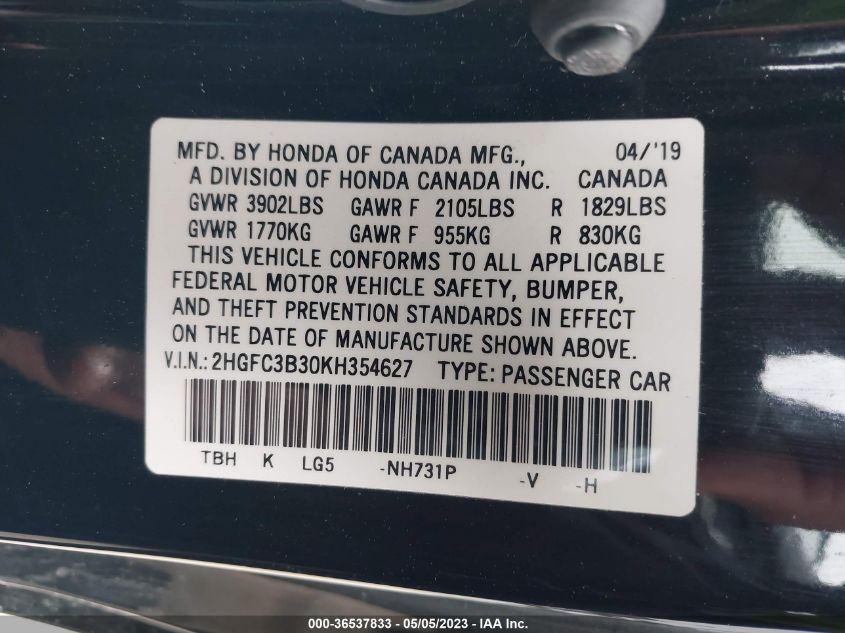 MFD. BY HONDA OF CANADA MFG., 04/'19
A DIVISION OF HONDA CANADA INC. CANADA
GVWR 3902LBS GAWR F 2105LBS R 1829LBS
GVWR 1770KG GAWR F 955KG R 830KG
THIS VEHICLE CONFORMS TO ALL APPLICABLE
FEDERAL MOTOR VEHICLE SAFETY, BUMPER,
AND THEFT PREVENTION STANDARDS IN EFFECT
ON THE DATE OF MANUFACTURE SHOWN ABOVE.
V.I.N.: 2HGFC3B30KH354627 TYPE: PASSENGER CAR
TBH K LG5 -NH731P -V -H
000-36537833 - 05/05/2023 - IAA Inc.